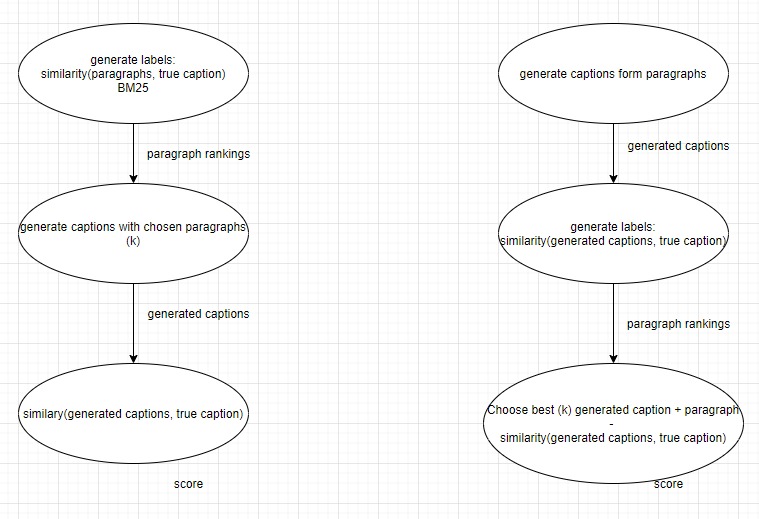 generate labels:
similarity(paragraphs, true caption)
BM25
paragraph rankings
generate captions with chosen paragraphs
(k)
generated captions
similary(generated captions, true caption)
score
generate captions form paragraphs
generated captions
generate labels:
similarity(generated captions, true caption)
paragraph rankings
Choose best (k) generated caption + paragraph
-
similarity(generated captions, true caption)
score